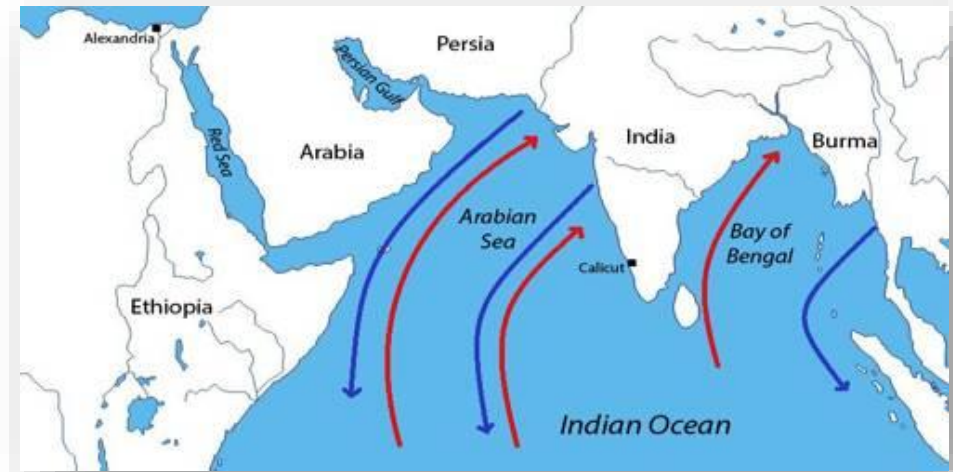 Alexandria
Persia
Persian Gulf
Red Sea
Arabia
India
Burma
Arabian
Sea
Bay of
Bengal
Calicut
Ethiopia
Indian Ocean